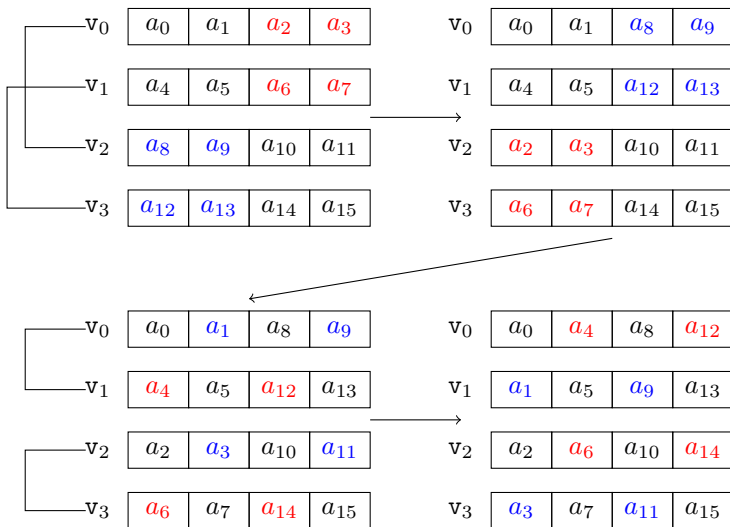 v₀ a₀ a₁ a₂ a₃ v₀ a₀ a₁ a₈ a₉
v₁ a₄ a₅ a₆ a₇ v₁ a₄ a₅ a₁₂ a₁₃
v₂ a₈ a₉ a₁₀ a₁₁ v₂ a₂ a₃ a₁₀ a₁₁
v₃ a₁₂ a₁₃ a₁₄ a₁₅ v₃ a₆ a₇ a₁₄ a₁₅
v₀ a₀ a₁ a₈ a₉ v₀ a₀ a₄ a₈ a₁₂
v₁ a₄ a₅ a₁₂ a₁₃ v₁ a₁ a₅ a₉ a₁₃
v₂ a₂ a₃ a₁₀ a₁₁ v₂ a₂ a₆ a₁₀ a₁₄
v₃ a₆ a₇ a₁₄ a₁₅ v₃ a₃ a₇ a₁₁ a₁₅